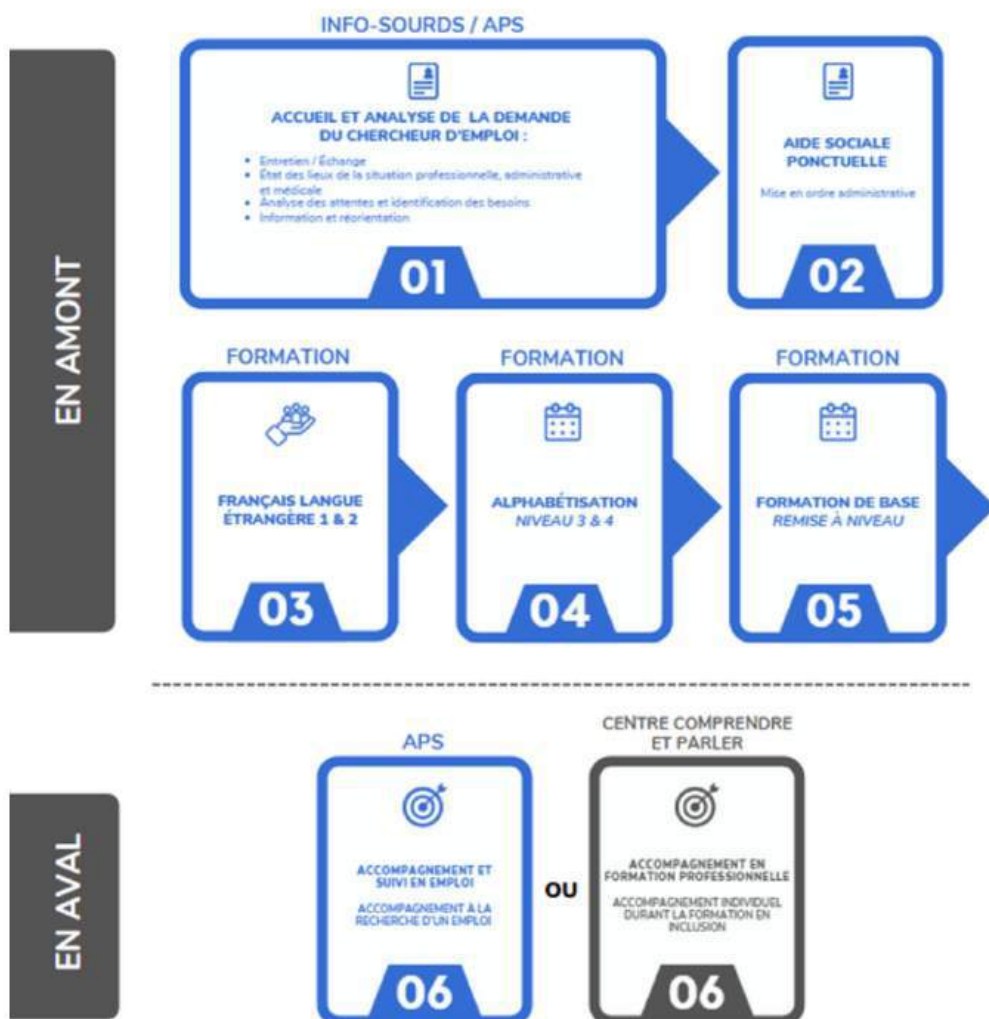 EN AMONT
INFO-SOURDS / APS
ACCUEIL ET ANALYSE DE LA DEMANDE
DU CHERCHEUR D'EMPLOI :
• Entretien / Échange
• État des lieux de la situation professionnelle, administrative
et médicale
• Analyse des attentes et identification des besoins
• Information et réorientation
01
AIDE SOCIALE
PONCTUELLE
Mise en ordre administrative
02
FORMATION
FRANÇAIS LANGUE
ÉTRANGÈRE 1 & 2
03
FORMATION
ALPHABÉTISATION
NIVEAU 3 & 4
04
FORMATION
FORMATION DE BASE
REMISE À NIVEAU
05
EN AVAL
APS
ACCOMPAGNEMENT ET
SUIVI EN EMPLOI
ACCOMPAGNEMENT À LA
RECHERCHE D'UN EMPLOI
06
OU
CENTRE COMPRENDRE
ET PARLER
ACCOMPAGNEMENT EN
FORMATION PROFESSIONNELLE
ACCOMPAGNEMENT INDIVIDUEL
DURANT LA FORMATION EN
INCLUSION
06